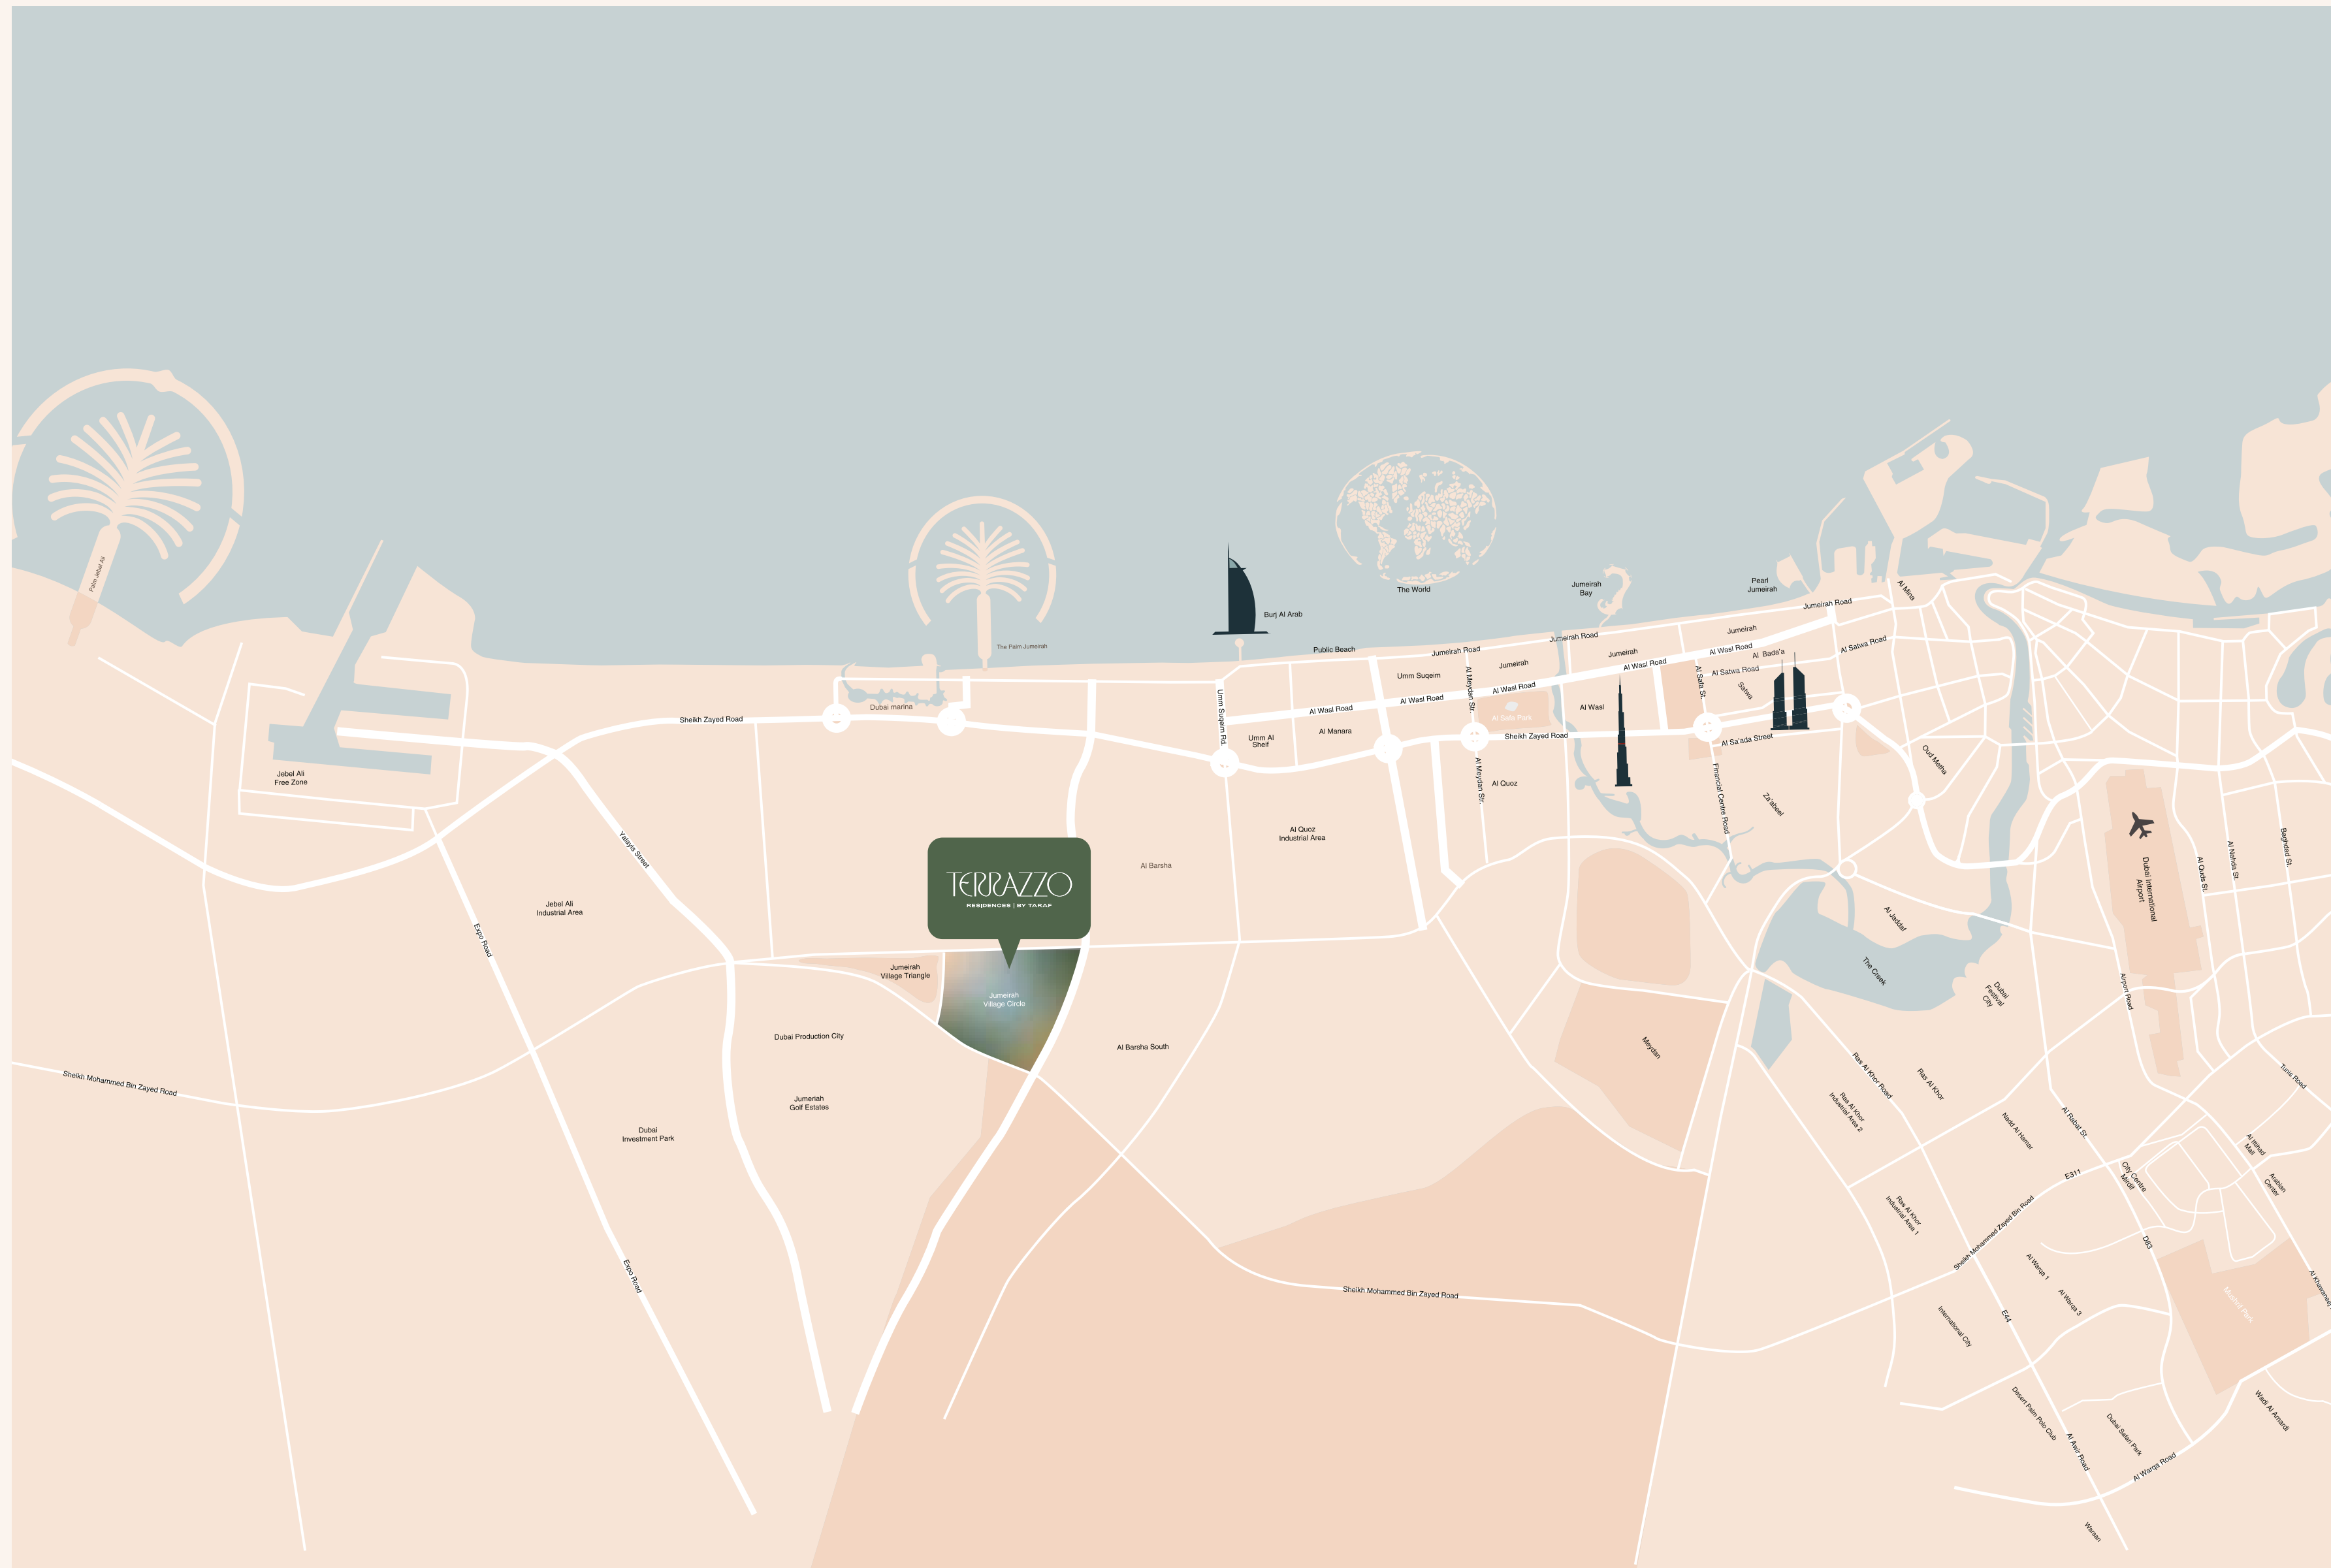 Palm Jebel Ali
The Palm Jumeirah
Burj Al Arab
The World
Jumeirah
Bay
Pearl
Jumeirah
Al Mina
Jumeirah Road
Jumeirah Road
Jumeirah Road
Public Beach
Jumeirah
Jumeirah
Jumeirah
Al Wasl Road
Al Bada'a
Al Satwa Road
Al Satwa Road
Al Wasl Road
Al Wasl Road
Al Wasl Road
Al Wasl Road
Umm Suqeim
Al Meydan Str.
Al Safa St.
Satwa
Umm Suqeim Rd.
Dubai marina
Sheikh Zayed Road
Al Safa Park
Al Wasl
Umm Al
Sheif
Al Manara
Sheikh Zayed Road
Al Sa'ada Street
Oud Metha
Jebel Ali
Free Zone
Al Meydan Str.
Al Quoz
Financial Centre Road
Za'abeel
Al Quoz
Industrial Area
Yalayis Street
Al Barsha
TERRAZZO
RESIDENCES | BY TARAF
Dubai International
Airport
Al Quds St.
Al Nahda St.
Baghdad St.
Jebel Ali
Industrial Area
Expo Road
Al Jaddaf
The Creek
Dubai
Festival
City
Airport Road
Jumeirah
Village Triangle
Jumeirah
Village Circle
Dubai Production City
Al Barsha South
Meydan
Sheikh Mohammed Bin Zayed Road
Jumeriah
Golf Estates
Dubai
Investment Park
Ras Al Khor Road
Ras Al Khor
Ras Al Khor
Industrial Area 2
Nadd Al Hamar
Al Rabat St.
Tunis Road
Al Ittihad
Mall
Arabian
Center
City Centre
Mirdif
E311
Ras Al Khor
Industrial Area 1
Sheikh Mohammed Zayed Bin Road
D83
Expo Road
Sheikh Mohammed Bin Zayed Road
Al Warqa 1
Al Warqa 3
International City
E44
Mushrif Park
Al Khawaneej
Desert Palm Polo Club
Dubai Safari Park
Wadi Al Amardi
Al Awir Road
Al Warqa Road
Warsan